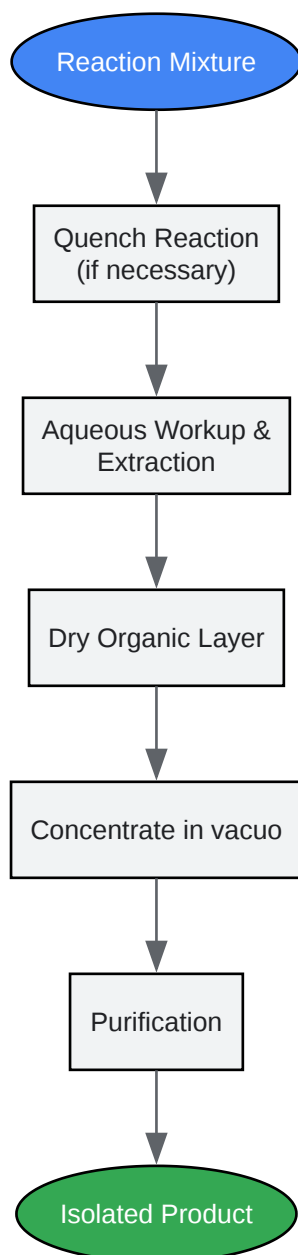 Reaction Mixture
Quench Reaction
(if necessary)
Aqueous Workup &
Extraction
Dry Organic Layer
Concentrate in vacuo
Purification
Isolated Product